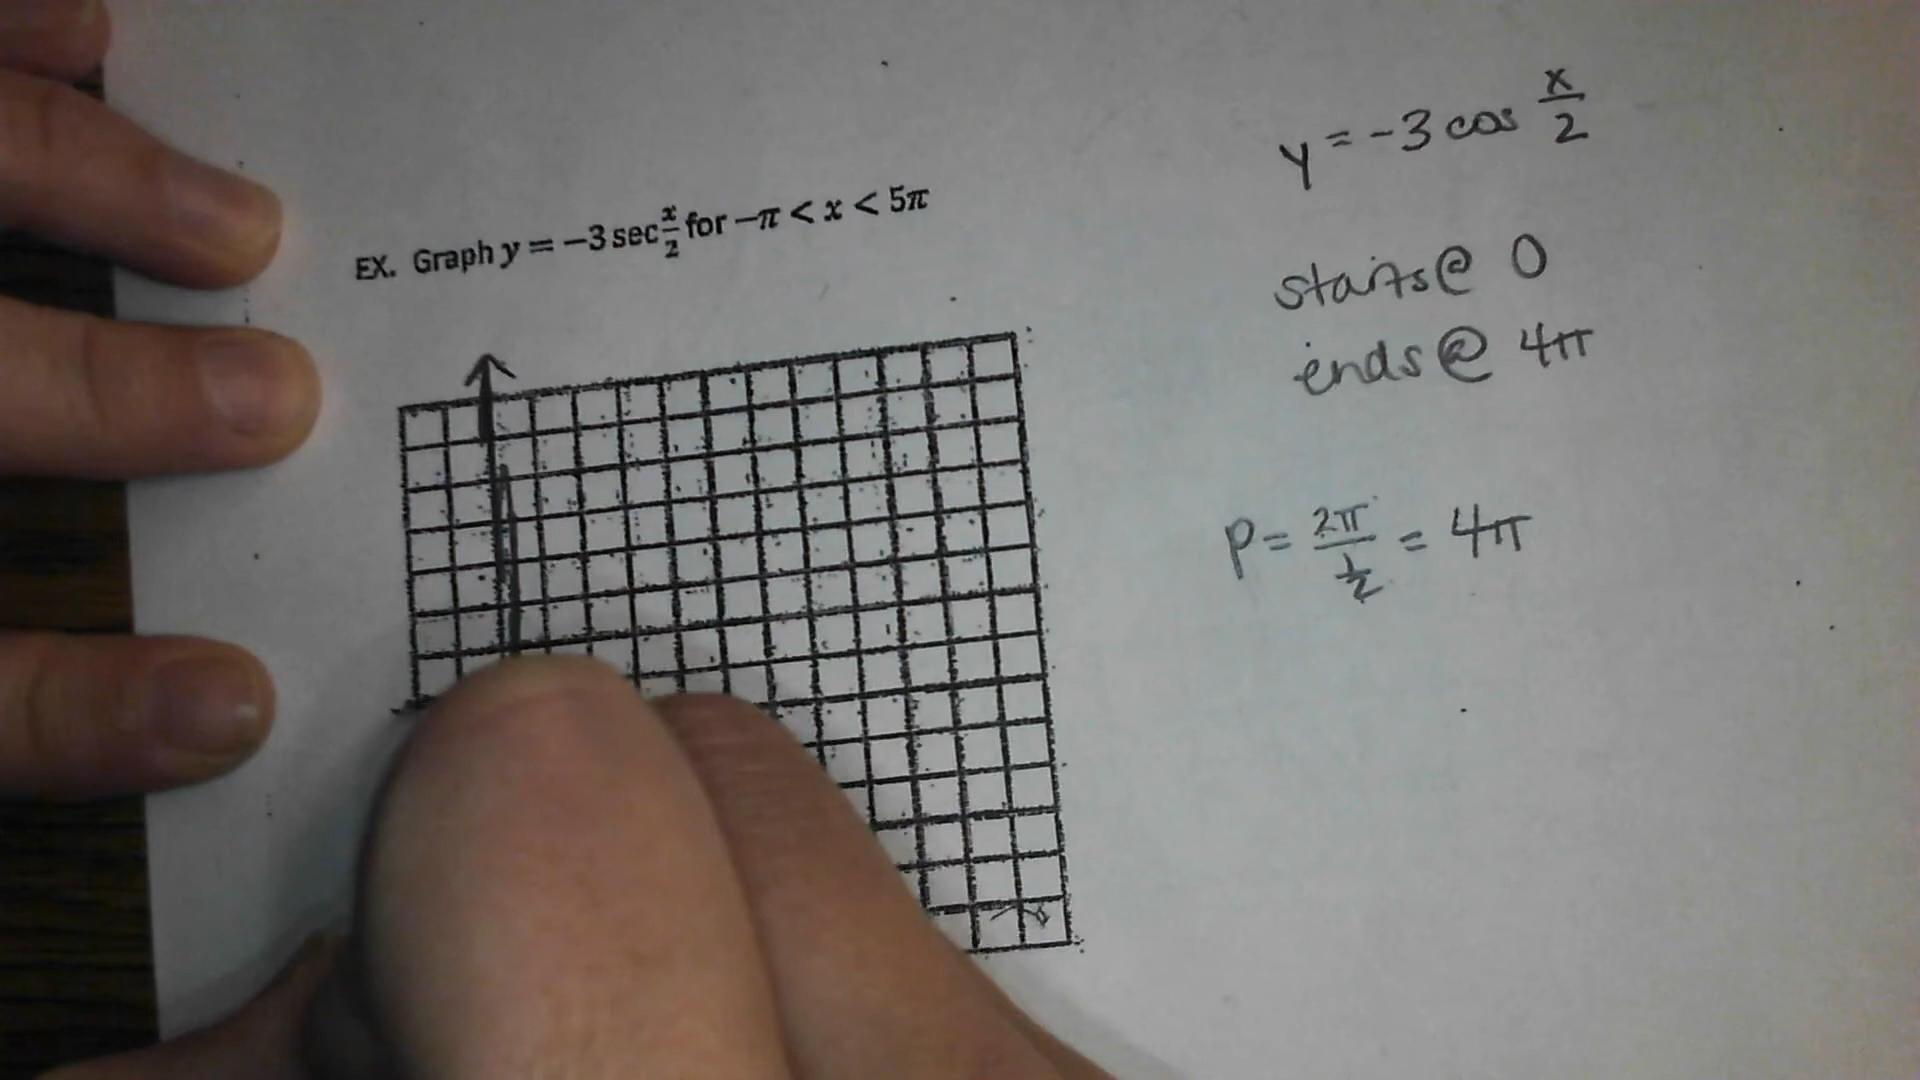 EX. Graph y = −3 sec x/2 for −π < x < 5π
y = -3 cos x/2
starts @ 0
ends @ 4π
P = 2π/(1/2) = 4π